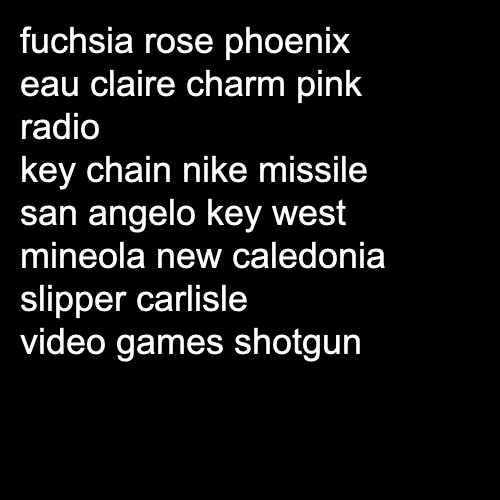 fuchsia rose phoenix
eau claire charm pink
radio
key chain nike missile
san angelo key west
mineola new caledonia
slipper carlisle
video games shotgun